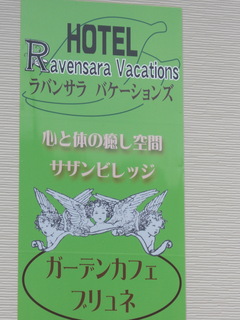 HOTEL
Ravensara Vacations
ラバンサラ バケーションズ
心と体の癒し空間
サザンビレッジ
ガーデンカフェ
ブリュネ